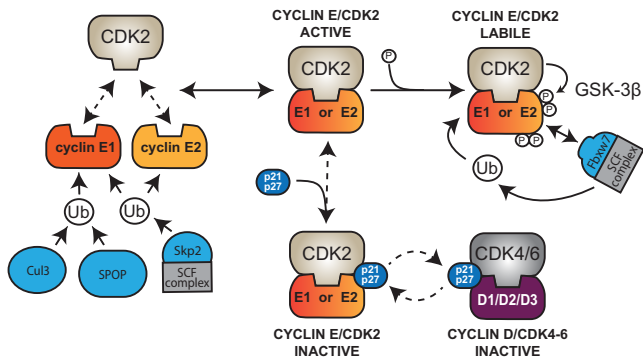 CYCLIN E/CDK2
ACTIVE
CYCLIN E/CDK2
LABILE
CDK2
CDK2
E1 or E2
P
CDK2
E1 or E2
P
P
P
P P
GSK-3β
cyclin E1
cyclin E2
Ub
Ub
Cul3
SPOP
Skp2
SCF
complex
Fbxw7
SCF
complex
Ub
p21
p27
CDK2
E1 or E2
p21
p27
CYCLIN E/CDK2
INACTIVE
CDK4/6
p21
p27
D1/D2/D3
CYCLIN D/CDK4-6
INACTIVE